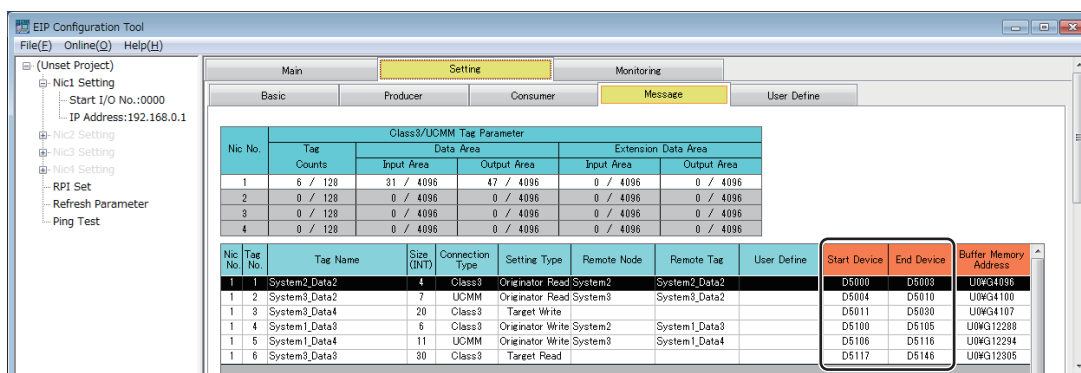 EIP Configuration Tool
File(F) Online(O) Help(H)
(Unset Project)
Nic1 Setting
Start I/O No.:0000
IP Address:192.168.0.1
Nic2 Setting
Nic3 Setting
Nic4 Setting
RPI Set
Refresh Parameter
Ping Test
Main Setting Monitoring
Basic Producer Consumer Message User Define
Class3/UCMM Tag Parameter
Nic No. Tag Counts Data Area Extension Data Area
Input Area Output Area Input Area Output Area
1 6 / 128 31 / 4096 47 / 4096 0 / 4096 0 / 4096
2 0 / 128 0 / 4096 0 / 4096 0 / 4096 0 / 4096
3 0 / 128 0 / 4096 0 / 4096 0 / 4096 0 / 4096
4 0 / 128 0 / 4096 0 / 4096 0 / 4096 0 / 4096
Nic No. Tag No. Tag Name Size (INT) Connection Type Setting Type Remote Node Remote Tag User Define Start Device End Device Buffer Memory Address
1 1 System2_Data2 4 Class3 Originator Read System2 System2_Data2 D5000 D5003 U0¥G4096
1 2 System3_Data2 7 UCMM Originator Read System3 System3_Data2 D5004 D5010 U0¥G4100
1 3 System3_Data4 20 Class3 Target Write D5011 D5030 U0¥G4107
1 4 System1_Data3 6 Class3 Originator Write System2 System1_Data3 D5100 D5105 U0¥G12288
1 5 System1_Data4 11 UCMM Originator Write System3 System1_Data4 D5106 D5116 U0¥G12294
1 6 System3_Data3 30 Class3 Target Read D5117 D5146 U0¥G12305